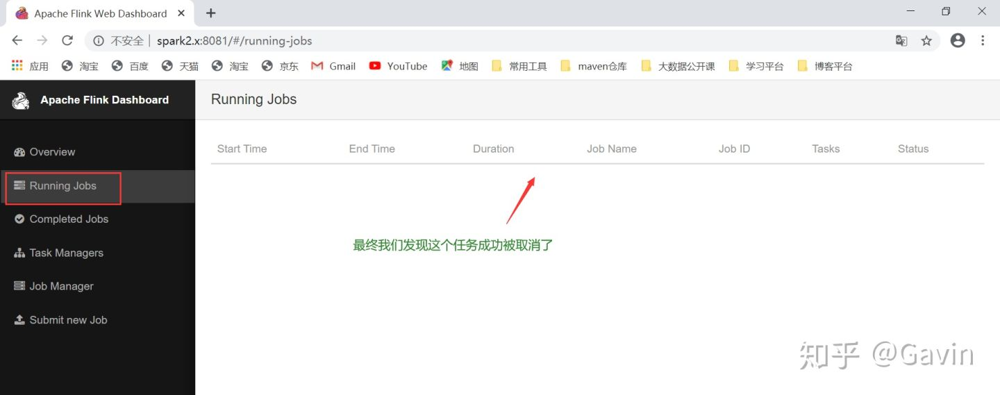 Apache Flink Web Dashboard
不安全 | spark2.x:8081/#/running-jobs
应用 淘宝 百度 天猫 淘宝 京东 Gmail YouTube 地图 常用工具 maven仓库 大数据公开课 学习平台 博客平台
Apache Flink Dashboard
Running Jobs
Overview
Running Jobs
Completed Jobs
Task Managers
Job Manager
Submit new Job
Start Time End Time Duration Job Name Job ID Tasks Status
最终我们发现这个任务成功被取消了
知乎 @Gavin